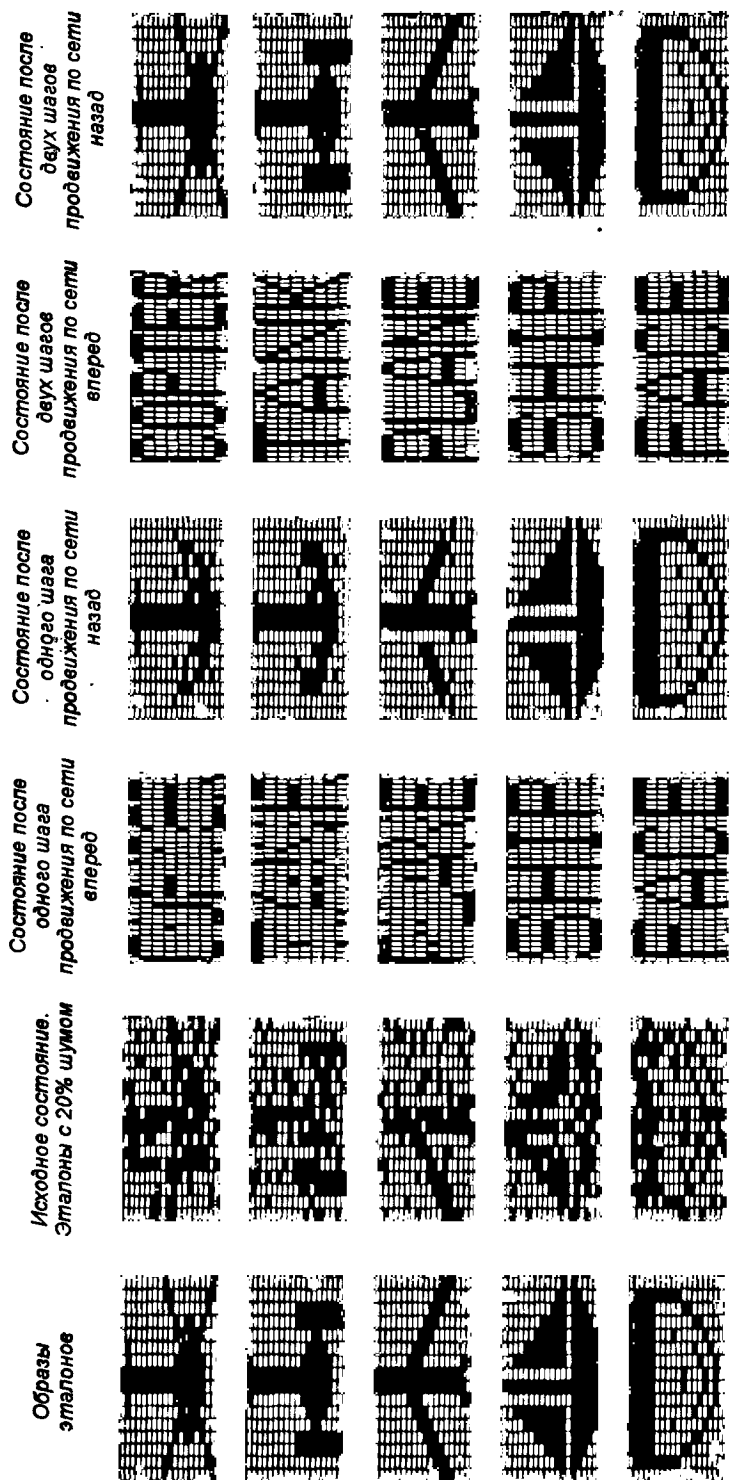 Образы
эталонов
Исходное состояние.
Эталоны с 20% шумом
Состояние после
одного шага
продвижения по сети
вперед
Состояние после
одного шага
продвижения по сети
назад
Состояние после
двух шагов
продвижения по сети
вперед
Состояние после
двух шагов
продвижения по сети
назад